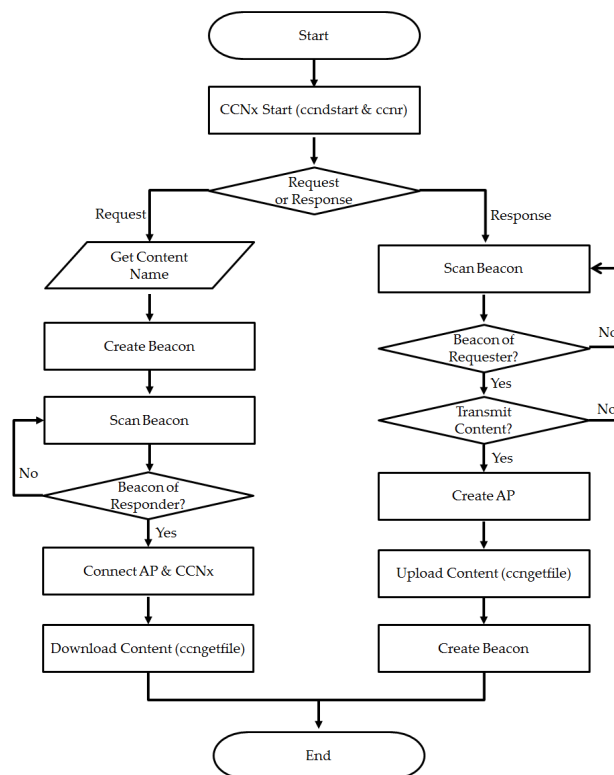 Start
CCNx Start (ccndstart & ccnr)
Request
or Response
Request
Response
Get Content
Name
Scan Beacon
Create Beacon
Beacon of
Requester?
No
Yes
Scan Beacon
Transmit
Content?
No
No
Yes
Beacon of
Responder?
Create AP
Yes
Connect AP & CCNx
Upload Content (ccngetfile)
Download Content (ccngetfile)
Create Beacon
End